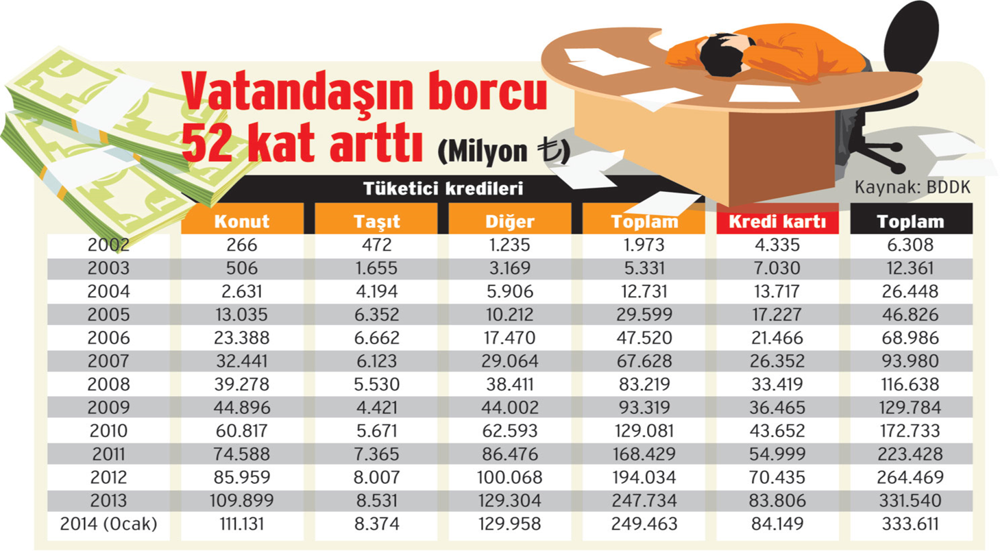 Vatandaşın borcu
52 kat arttı (Milyon ₺)
Kaynak: BDDK
Tüketici kredileri
Konut Taşıt Diğer Toplam Kredi kartı Toplam
2002 266 472 1.235 1.973 4.335 6.308
2003 506 1.655 3.169 5.331 7.030 12.361
2004 2.631 4.194 5.906 12.731 13.717 26.448
2005 13.035 6.352 10.212 29.599 17.227 46.826
2006 23.388 6.662 17.470 47.520 21.466 68.986
2007 32.441 6.123 29.064 67.628 26.352 93.980
2008 39.278 5.530 38.411 83.219 33.419 116.638
2009 44.896 4.421 44.002 93.319 36.465 129.784
2010 60.817 5.671 62.593 129.081 43.652 172.733
2011 74.588 7.365 86.476 168.429 54.999 223.428
2012 85.959 8.007 100.068 194.034 70.435 264.469
2013 109.899 8.531 129.304 247.734 83.806 331.540
2014 (Ocak) 111.131 8.374 129.958 249.463 84.149 333.611